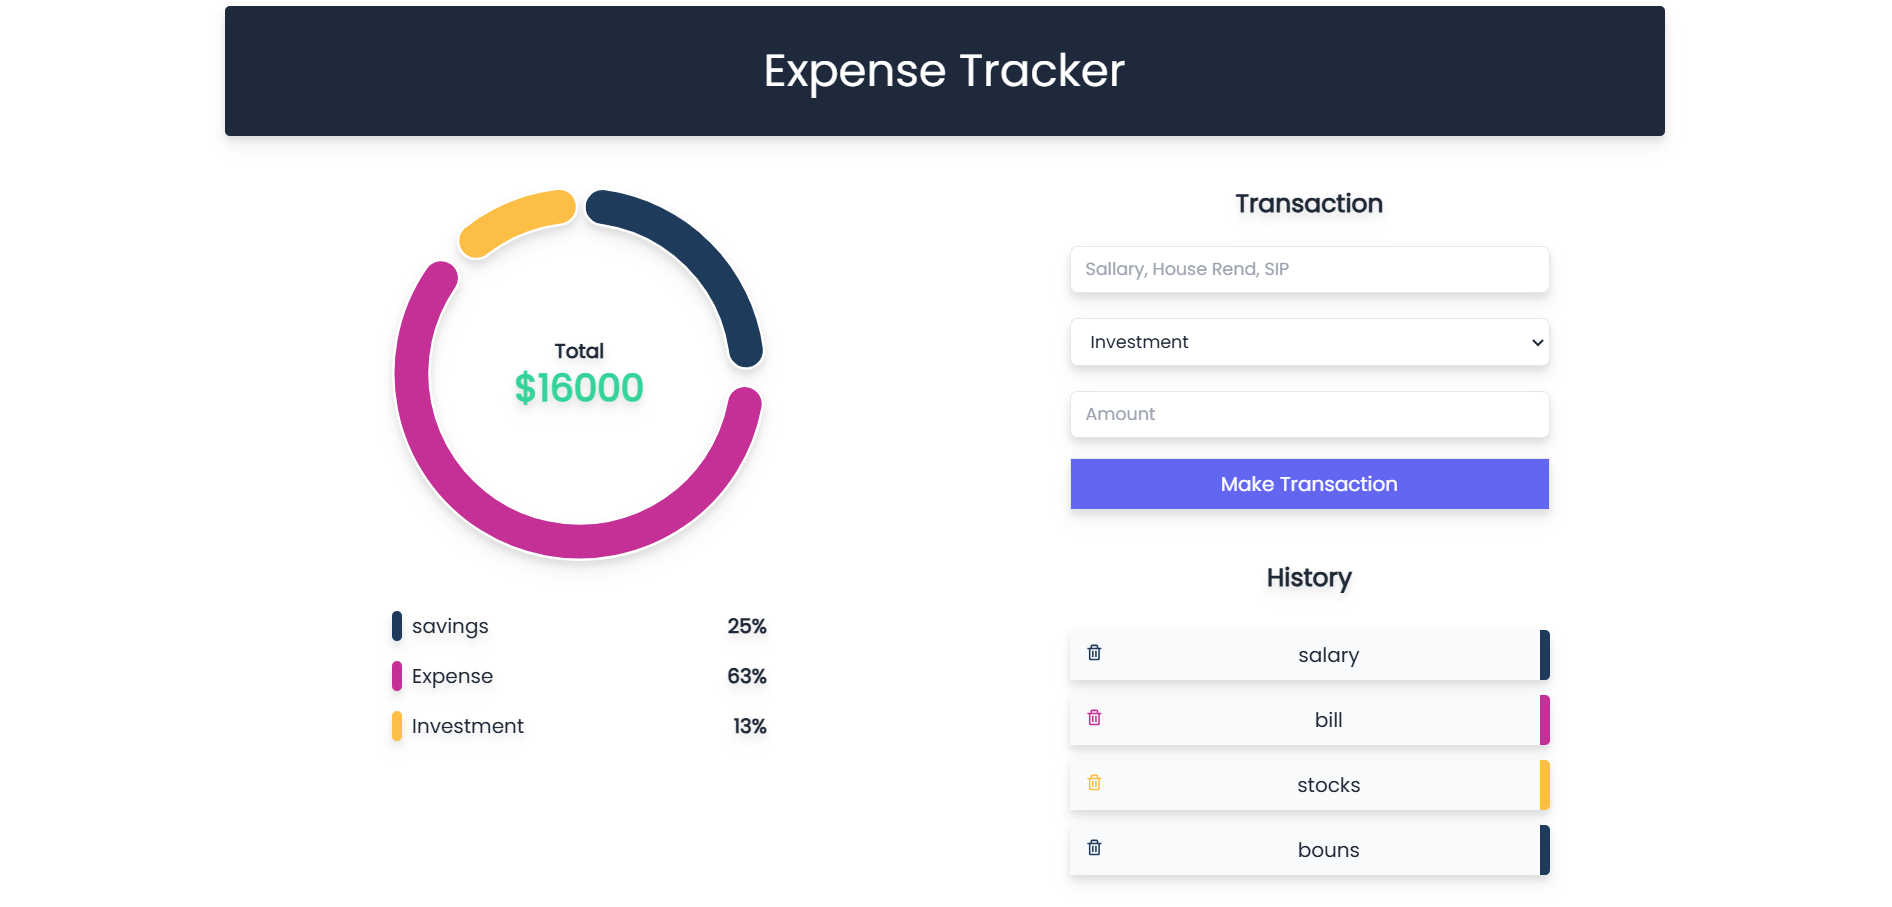 Expense Tracker
Total
$16000
savings 25%
Expense 63%
Investment 13%
Transaction
Sallary, House Rend, SIP
Investment
Amount
Make Transaction
History
salary
bill
stocks
bouns